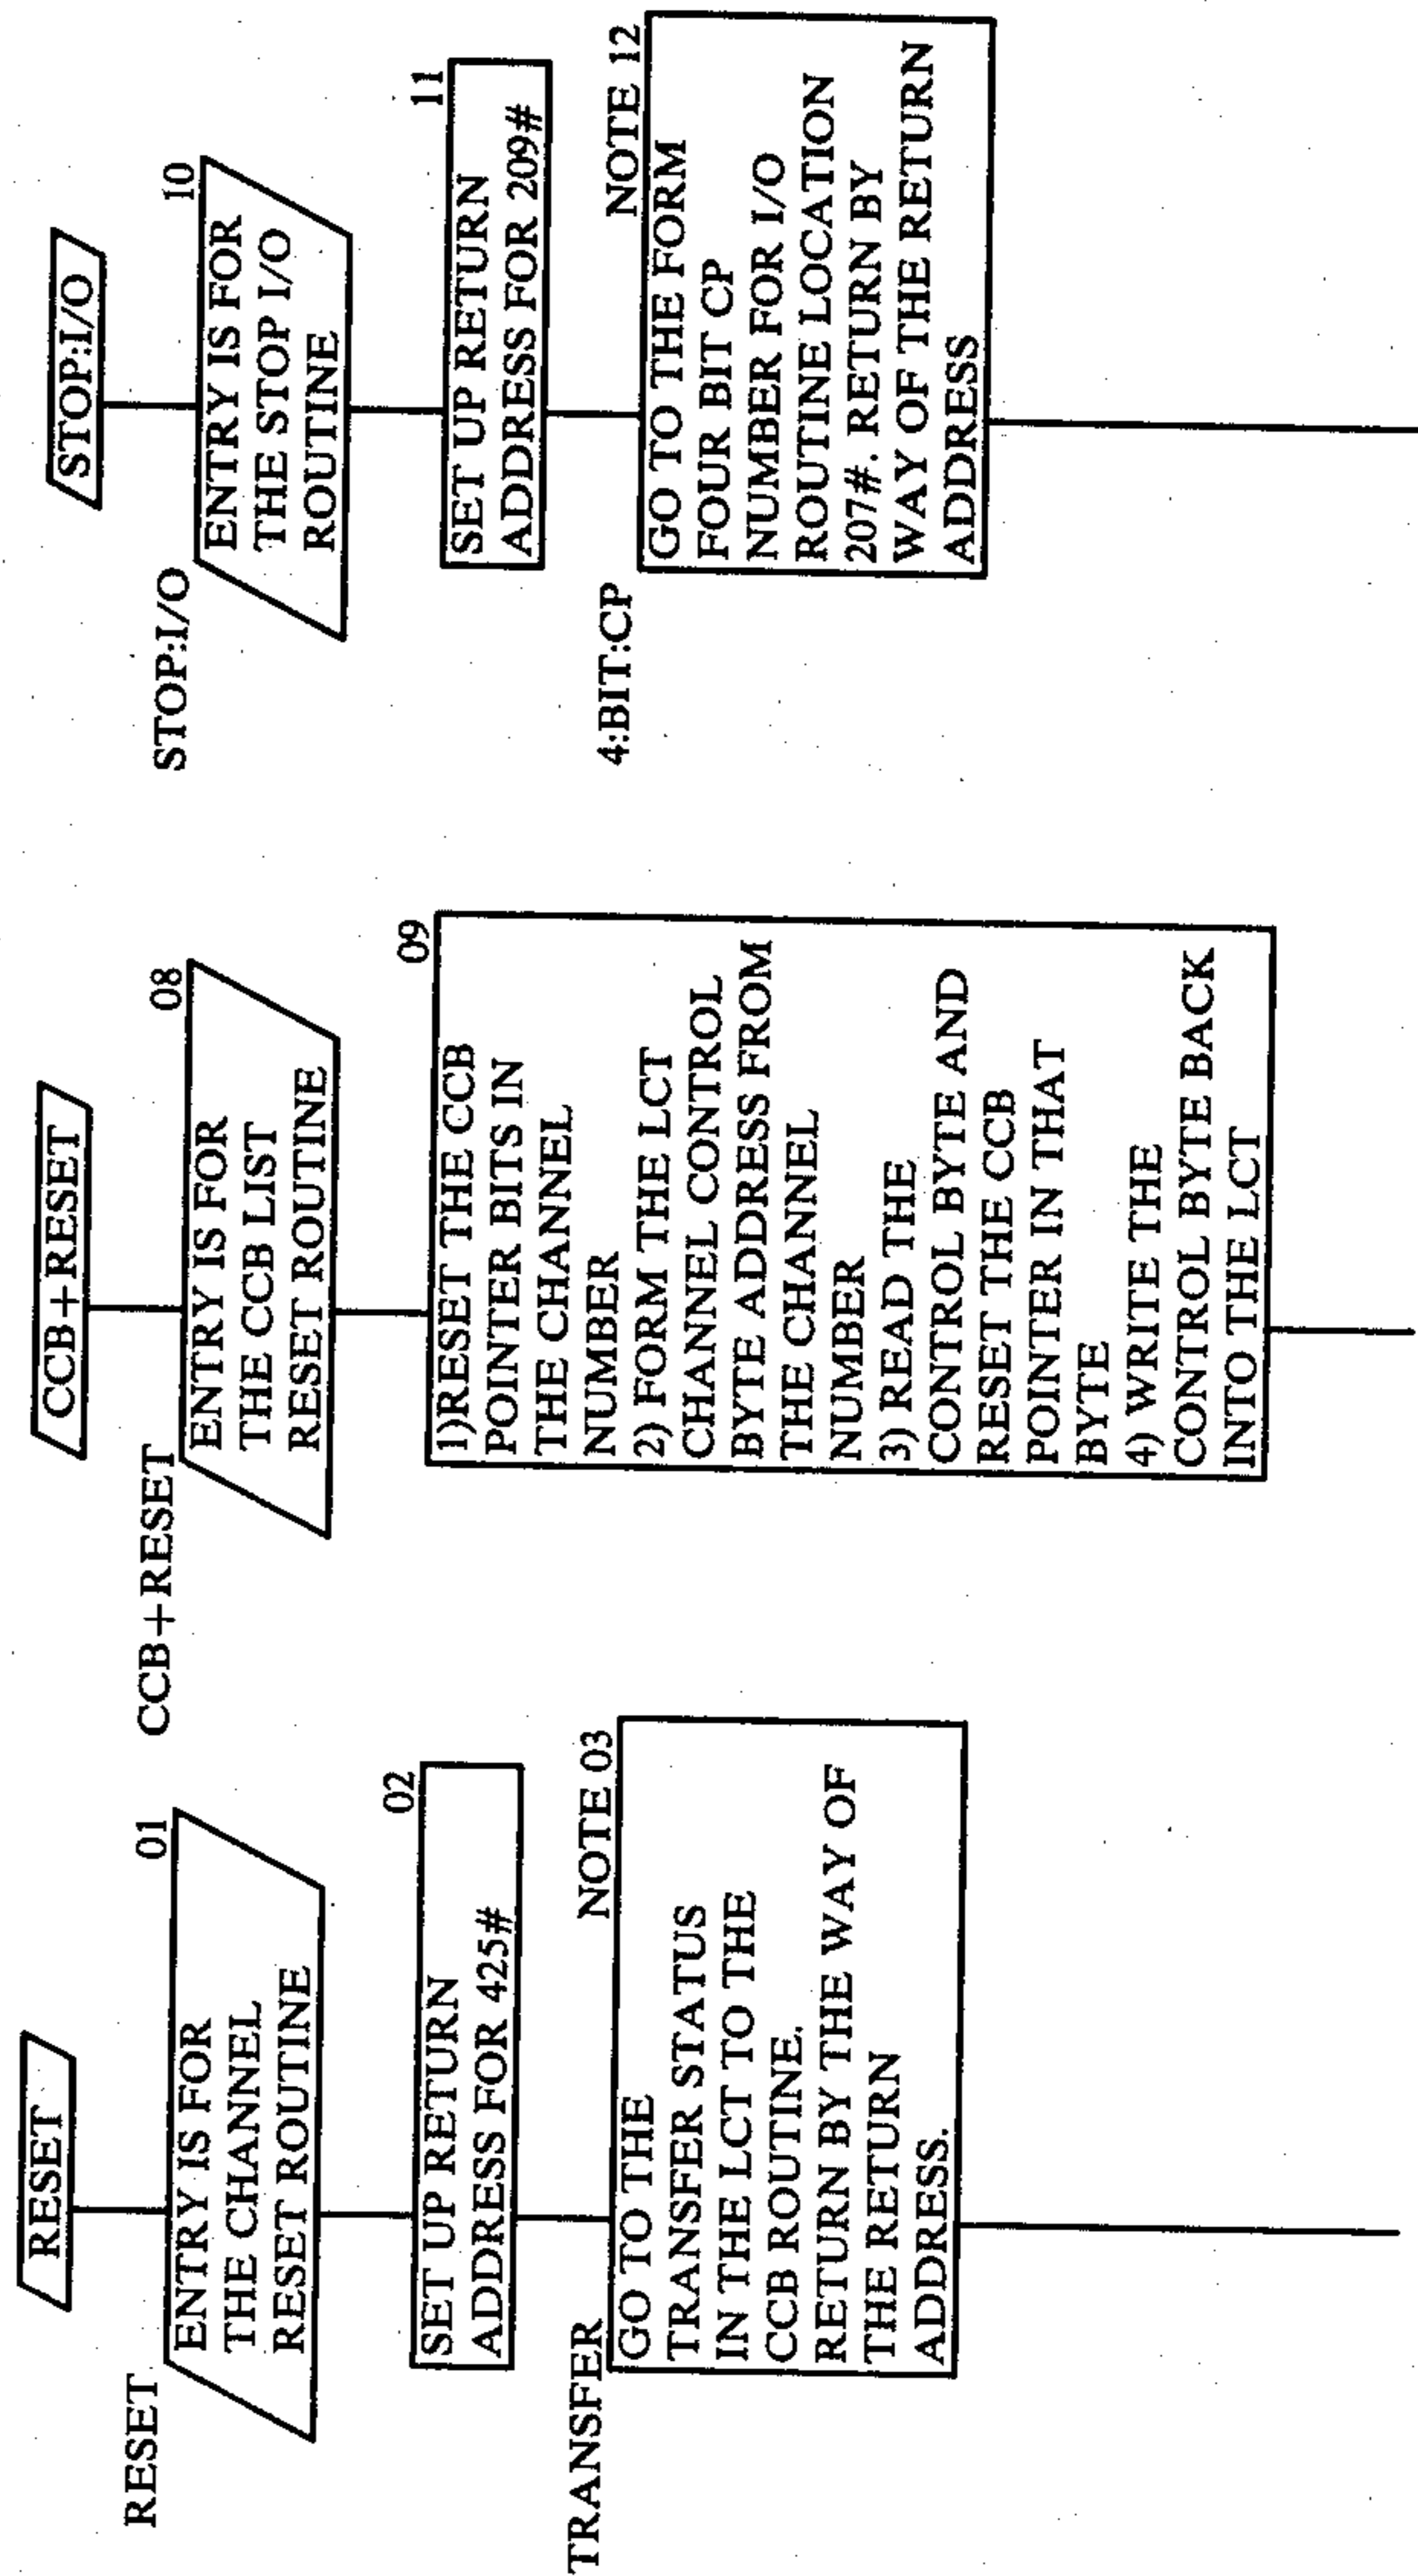 RESET
RESET
01
ENTRY IS FOR
THE CHANNEL
RESET ROUTINE
02
SET UP RETURN
ADDRESS FOR 425#
TRANSFER
NOTE 03
GO TO THE
TRANSFER STATUS
IN THE LCT TO THE
CCB ROUTINE.
RETURN BY THE WAY OF
THE RETURN
ADDRESS.
CCB+RESET
CCB+RESET
08
ENTRY IS FOR
THE CCB LIST
RESET ROUTINE
09
1)RESET THE CCB
POINTER BITS IN
THE CHANNEL
NUMBER
2) FORM THE LCT
CHANNEL CONTROL
BYTE ADDRESS FROM
THE CHANNEL
NUMBER
3) READ THE
CONTROL BYTE AND
RESET THE CCB
POINTER IN THAT
BYTE
4) WRITE THE
CONTROL BYTE BACK
INTO THE LCT
STOP:I/O
STOP:I/O
10
ENTRY IS FOR
THE STOP I/O
ROUTINE
11
SET UP RETURN
ADDRESS FOR 209#
4:BIT:CP
NOTE 12
GO TO THE FORM
FOUR BIT CP
NUMBER FOR I/O
ROUTINE LOCATION
207#. RETURN BY
WAY OF THE RETURN
ADDRESS